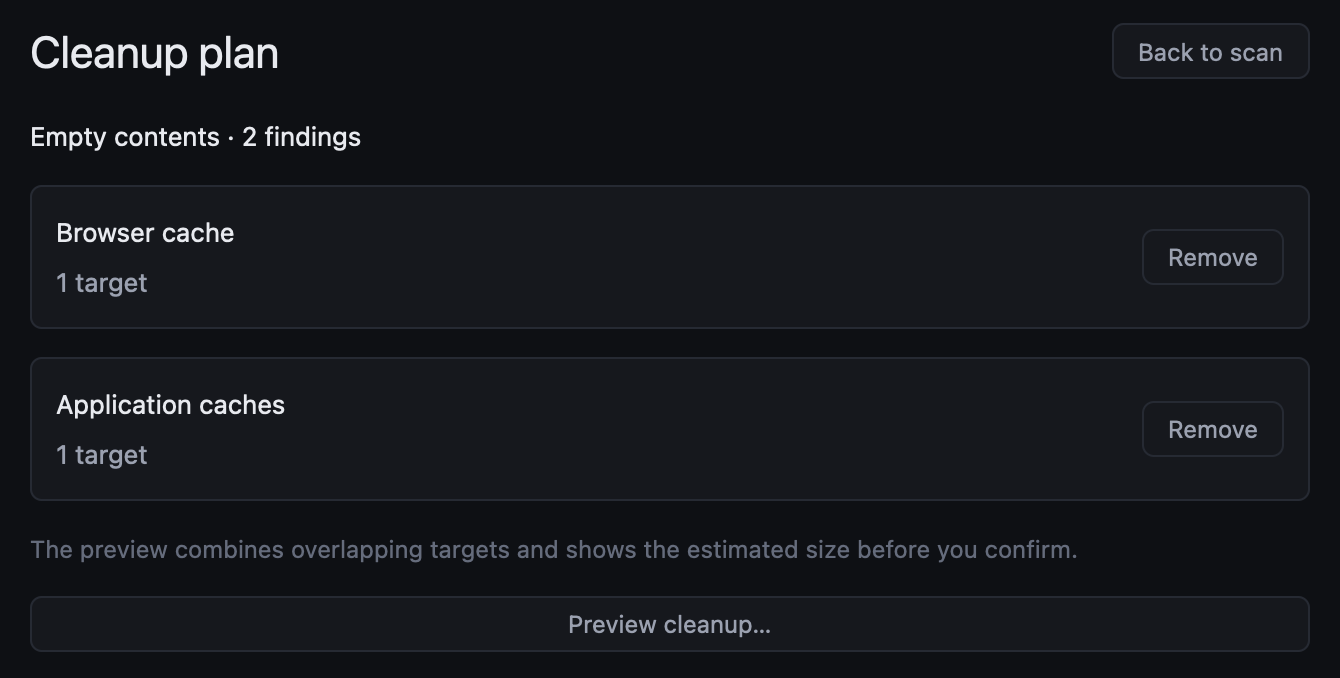 Cleanup plan
Back to scan
Empty contents · 2 findings
Browser cache
1 target
Remove
Application caches
1 target
Remove
The preview combines overlapping targets and shows the estimated size before you confirm.
Preview cleanup...